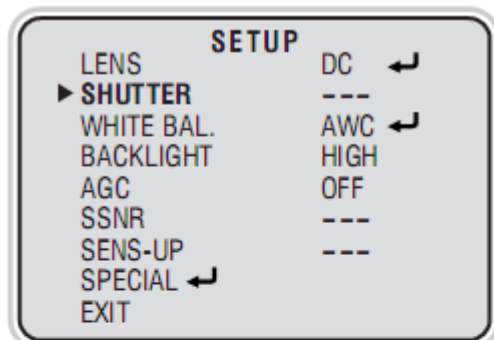 SETUP
LENS DC ↵
▶ SHUTTER ---
WHITE BAL. AWC ↵
BACKLIGHT HIGH
AGC OFF
SSNR ---
SENS-UP ---
SPECIAL ↵
EXIT